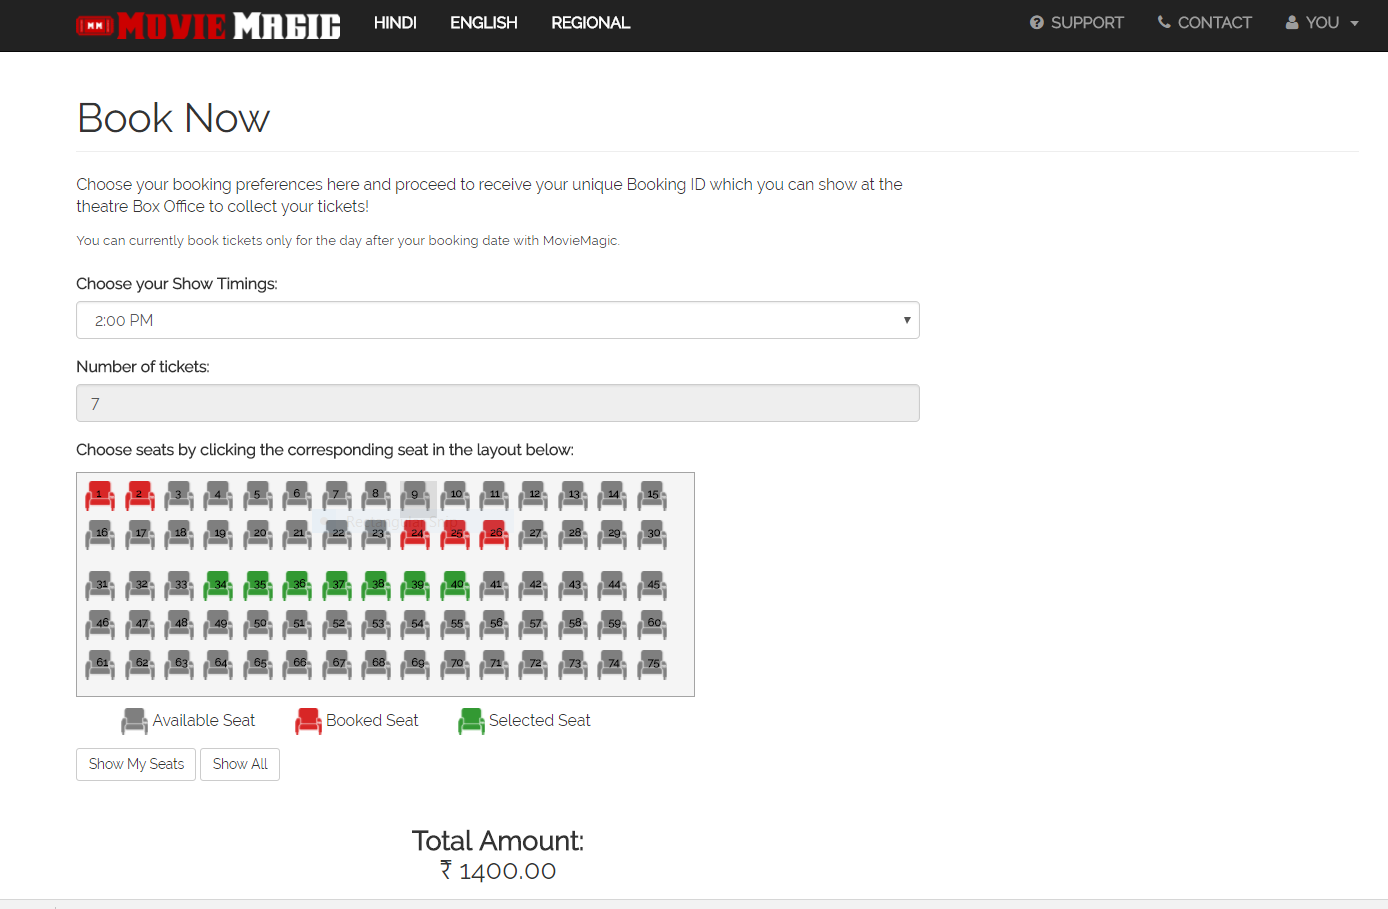 MM MOVIE MAGIC HINDI ENGLISH REGIONAL SUPPORT CONTACT YOU
Book Now
Choose your booking preferences here and proceed to receive your unique Booking ID which you can show at the
theatre Box Office to collect your tickets!
You can currently book tickets only for the day after your booking date with MovieMagic.
Choose your Show Timings:
2:00 PM
Number of tickets:
7
Choose seats by clicking the corresponding seat in the layout below:
1 2 3 4 5 6 7 8 9 10 11 12 13 14 15
16 17 18 19 20 21 22 23 24 25 26 27 28 29 30
31 32 33 34 35 36 37 38 39 40 41 42 43 44 45
46 47 48 49 50 51 52 53 54 55 56 57 58 59 60
61 62 63 64 65 66 67 68 69 70 71 72 73 74 75
Available Seat Booked Seat Selected Seat
Show My Seats Show All
Total Amount:
₹ 1400.00